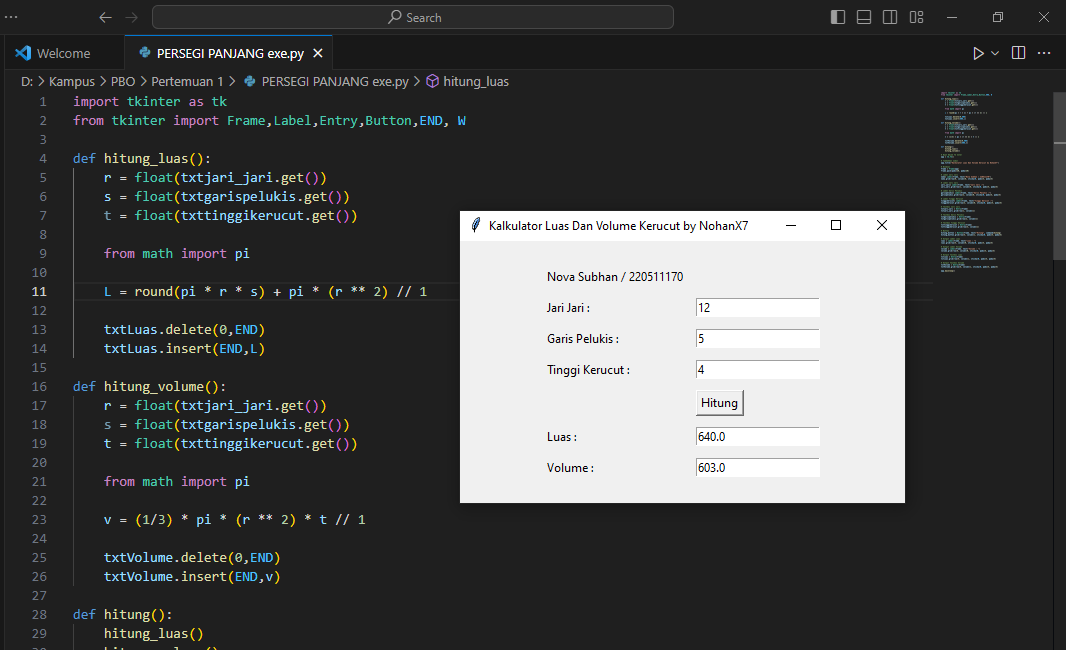 Search
Welcome
PERSEGI PANJANG exe.py
D: > Kampus > PBO > Pertemuan 1 > PERSEGI PANJANG exe.py > hitung_luas
1 import tkinter as tk
2 from tkinter import Frame,Label,Entry,Button,END, W
3
4 def hitung_luas():
5 r = float(txtjari_jari.get())
6 s = float(txtgarispelukis.get())
7 t = float(txttinggikerucut.get())
8
9 from math import pi
10
11 L = round(pi * r * s) + pi * (r ** 2) // 1
12
13 txtLuas.delete(0,END)
14 txtLuas.insert(END,L)
15
16 def hitung_volume():
17 r = float(txtjari_jari.get())
18 s = float(txtgarispelukis.get())
19 t = float(txttinggikerucut.get())
20
21 from math import pi
22
23 v = (1/3) * pi * (r ** 2) * t // 1
24
25 txtVolume.delete(0,END)
26 txtVolume.insert(END,v)
27
28 def hitung():
29 hitung_luas()
Kalkulator Luas Dan Volume Kerucut by NohanX7
Nova Subhan / 220511170
Jari Jari : 12
Garis Pelukis : 5
Tinggi Kerucut : 4
Hitung
Luas : 640.0
Volume : 603.0